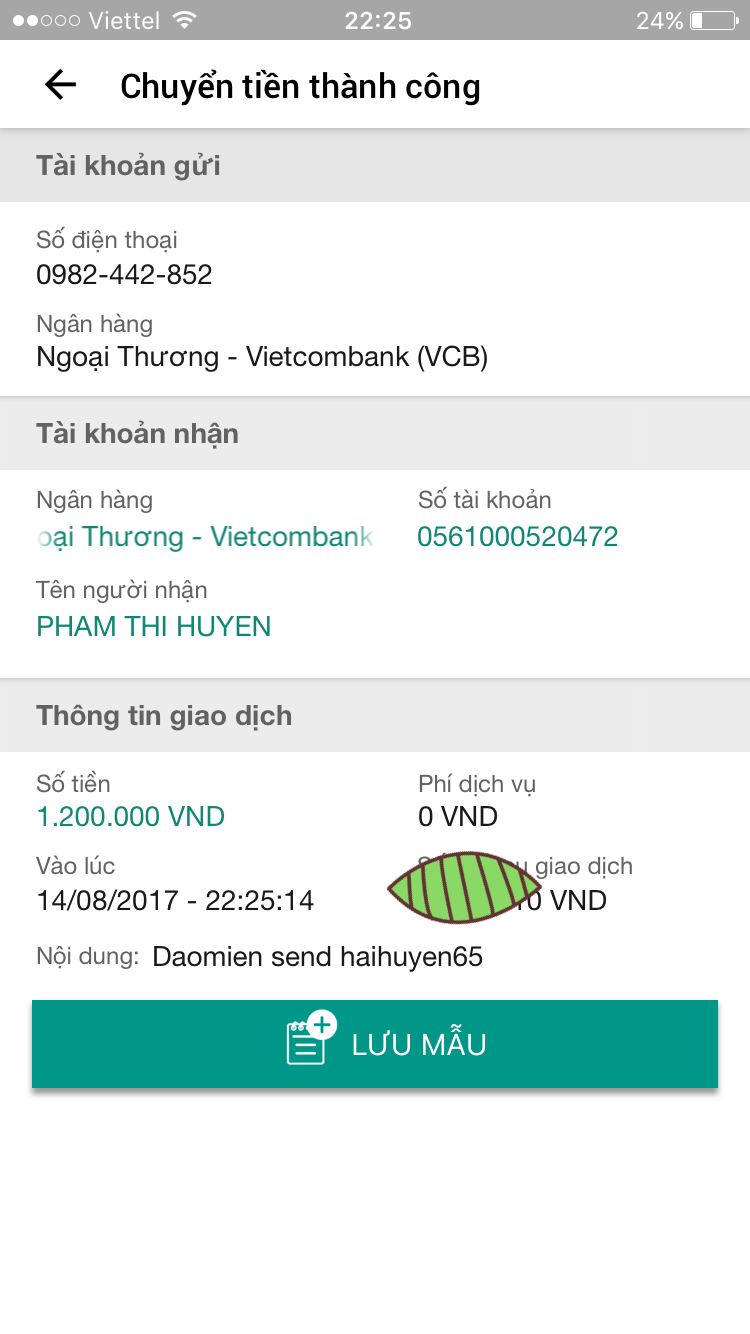 Viettel 22:25 24%
Chuyển tiền thành công
Tài khoản gửi
Số điện thoại
0982-442-852
Ngân hàng
Ngoại Thương - Vietcombank (VCB)
Tài khoản nhận
Ngân hàng Số tài khoản
oại Thương - Vietcombank 0561000520472
Tên người nhận
PHAM THI HUYEN
Thông tin giao dịch
Số tiền Phí dịch vụ
1.200.000 VND 0 VND
Vào lúc giao dịch
14/08/2017 - 22:25:14 VND
Nội dung: Daomien send haihuyen65
LƯU MẪU